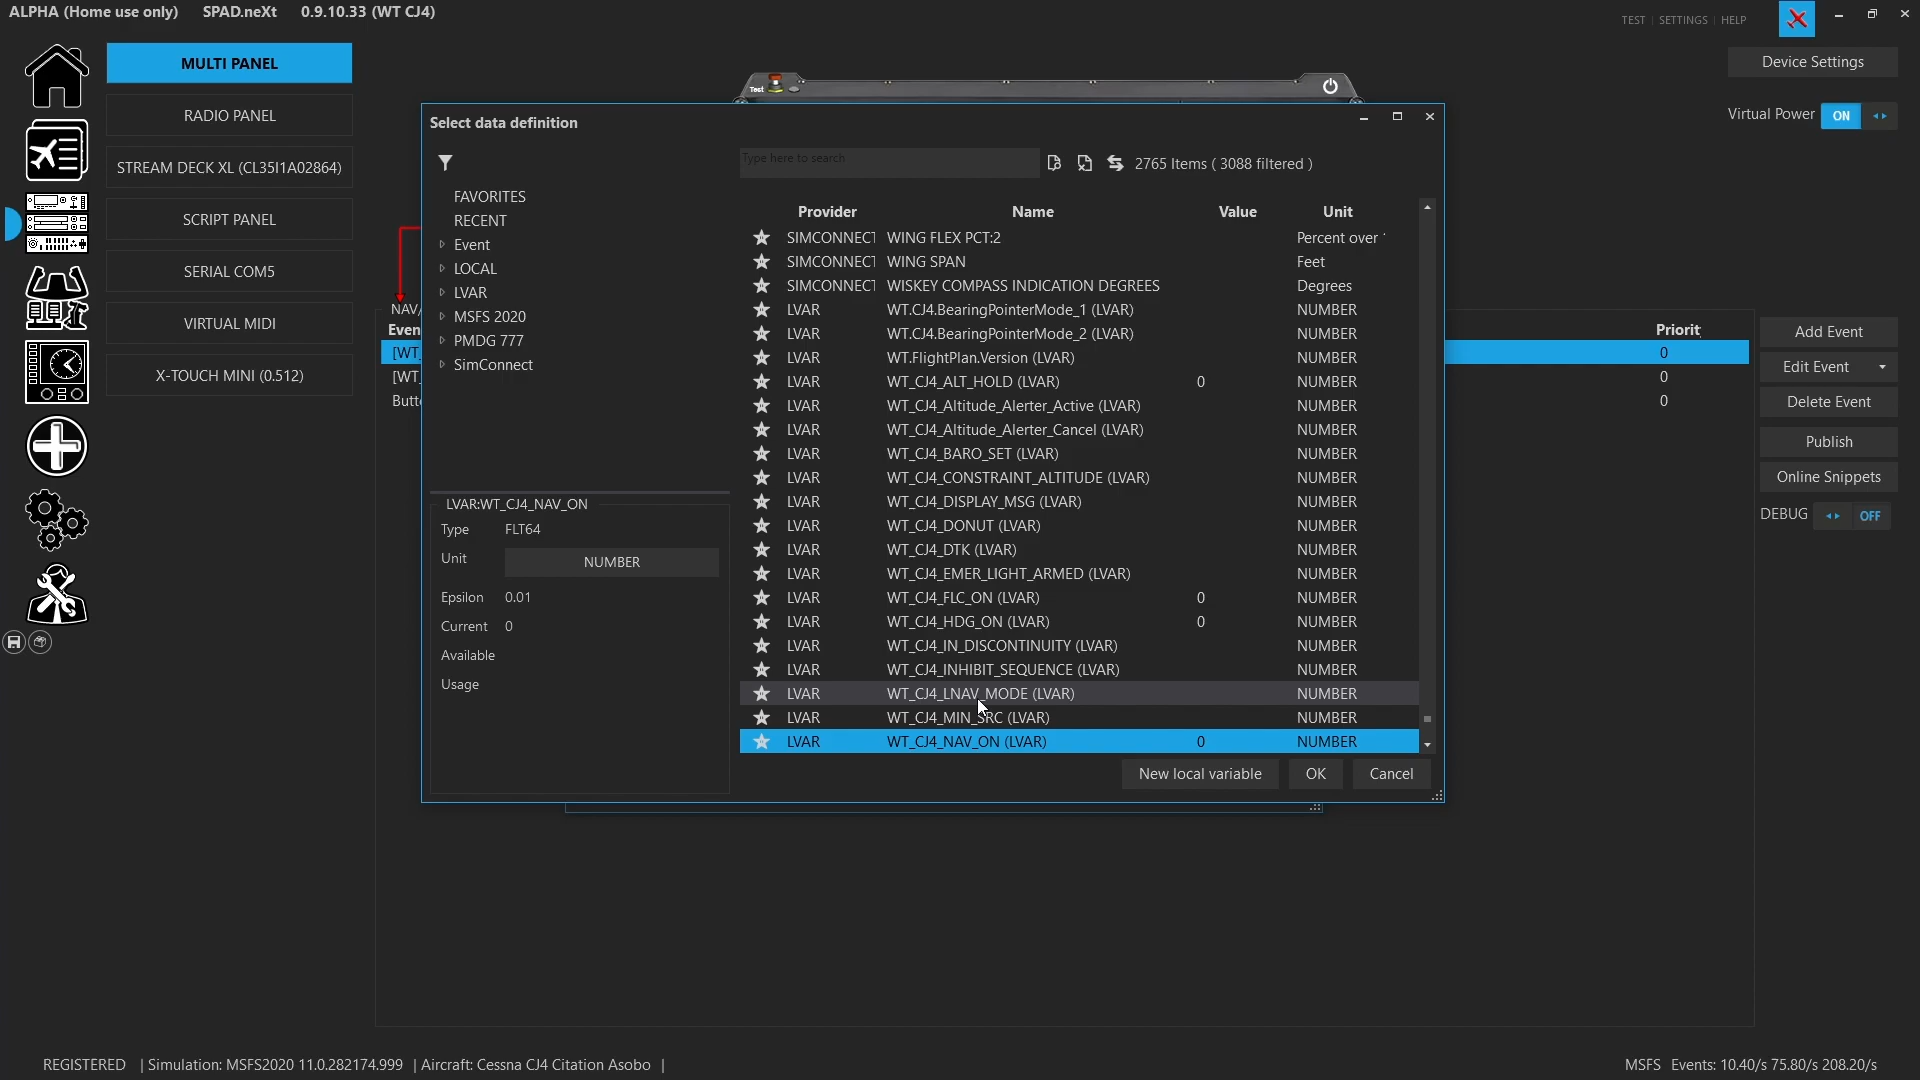 ALPHA (Home use only) SPAD.neXt 0.9.10.33 (WT CJ4)
TEST | SETTINGS | HELP
MULTI PANEL
RADIO PANEL
STREAM DECK XL (CL35I1A02864)
SCRIPT PANEL
SERIAL COM5
VIRTUAL MIDI
X-TOUCH MINI (0.512)
Device Settings
Virtual Power ON
Test
NAV/
Even
[WT_
[WT_
Butt
Priorit
0
0
0
Add Event
Edit Event
Delete Event
Publish
Online Snippets
DEBUG OFF
Select data definition
Type here to search
2765 Items ( 3088 filtered )
FAVORITES
RECENT
Event
LOCAL
LVAR
MSFS 2020
PMDG 777
SimConnect
LVAR:WT_CJ4_NAV_ON
Type FLT64
Unit NUMBER
Epsilon 0.01
Current 0
Available
Usage
Provider Name Value Unit
SIMCONNECT WING FLEX PCT:2 Percent over
SIMCONNECT WING SPAN Feet
SIMCONNECT WISKEY COMPASS INDICATION DEGREES Degrees
LVAR WT.CJ4.BearingPointerMode_1 (LVAR) NUMBER
LVAR WT.CJ4.BearingPointerMode_2 (LVAR) NUMBER
LVAR WT.FlightPlan.Version (LVAR) NUMBER
LVAR WT_CJ4_ALT_HOLD (LVAR) 0 NUMBER
LVAR WT_CJ4_Altitude_Alerter_Active (LVAR) NUMBER
LVAR WT_CJ4_Altitude_Alerter_Cancel (LVAR) NUMBER
LVAR WT_CJ4_BARO_SET (LVAR) NUMBER
LVAR WT_CJ4_CONSTRAINT_ALTITUDE (LVAR) NUMBER
LVAR WT_CJ4_DISPLAY_MSG (LVAR) NUMBER
LVAR WT_CJ4_DONUT (LVAR) NUMBER
LVAR WT_CJ4_DTK (LVAR) NUMBER
LVAR WT_CJ4_EMER_LIGHT_ARMED (LVAR) NUMBER
LVAR WT_CJ4_FLC_ON (LVAR) 0 NUMBER
LVAR WT_CJ4_HDG_ON (LVAR) 0 NUMBER
LVAR WT_CJ4_IN_DISCONTINUITY (LVAR) NUMBER
LVAR WT_CJ4_INHIBIT_SEQUENCE (LVAR) NUMBER
LVAR WT_CJ4_LNAV_MODE (LVAR) NUMBER
LVAR WT_CJ4_MIN_SRC (LVAR) NUMBER
LVAR WT_CJ4_NAV_ON (LVAR) 0 NUMBER
New local variable OK Cancel
REGISTERED | Simulation: MSFS2020 11.0.282174.999 | Aircraft: Cessna CJ4 Citation Asobo |
MSFS Events: 10.40/s 75.80/s 208.20/s